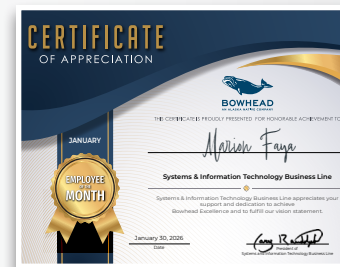 CERTIFICATE
OF APPRECIATION
BOWHEAD
AN ALASKA NATIVE COMPANY
THIS CERTIFICATE IS PROUDLY PRESENTED FOR HONORABLE ACHIEVEMENT TO
JANUARY
Marion Faya
EMPLOYEE
OF THE
MONTH
Systems & Information Technology Business Line
Systems & Information Technology Business Line appreciates your
support and dedication to achieve
Bowhead Excellence and to fulfill our vision statement.
January 30, 2026
Date
President of
Systems and Information Technology Business Line